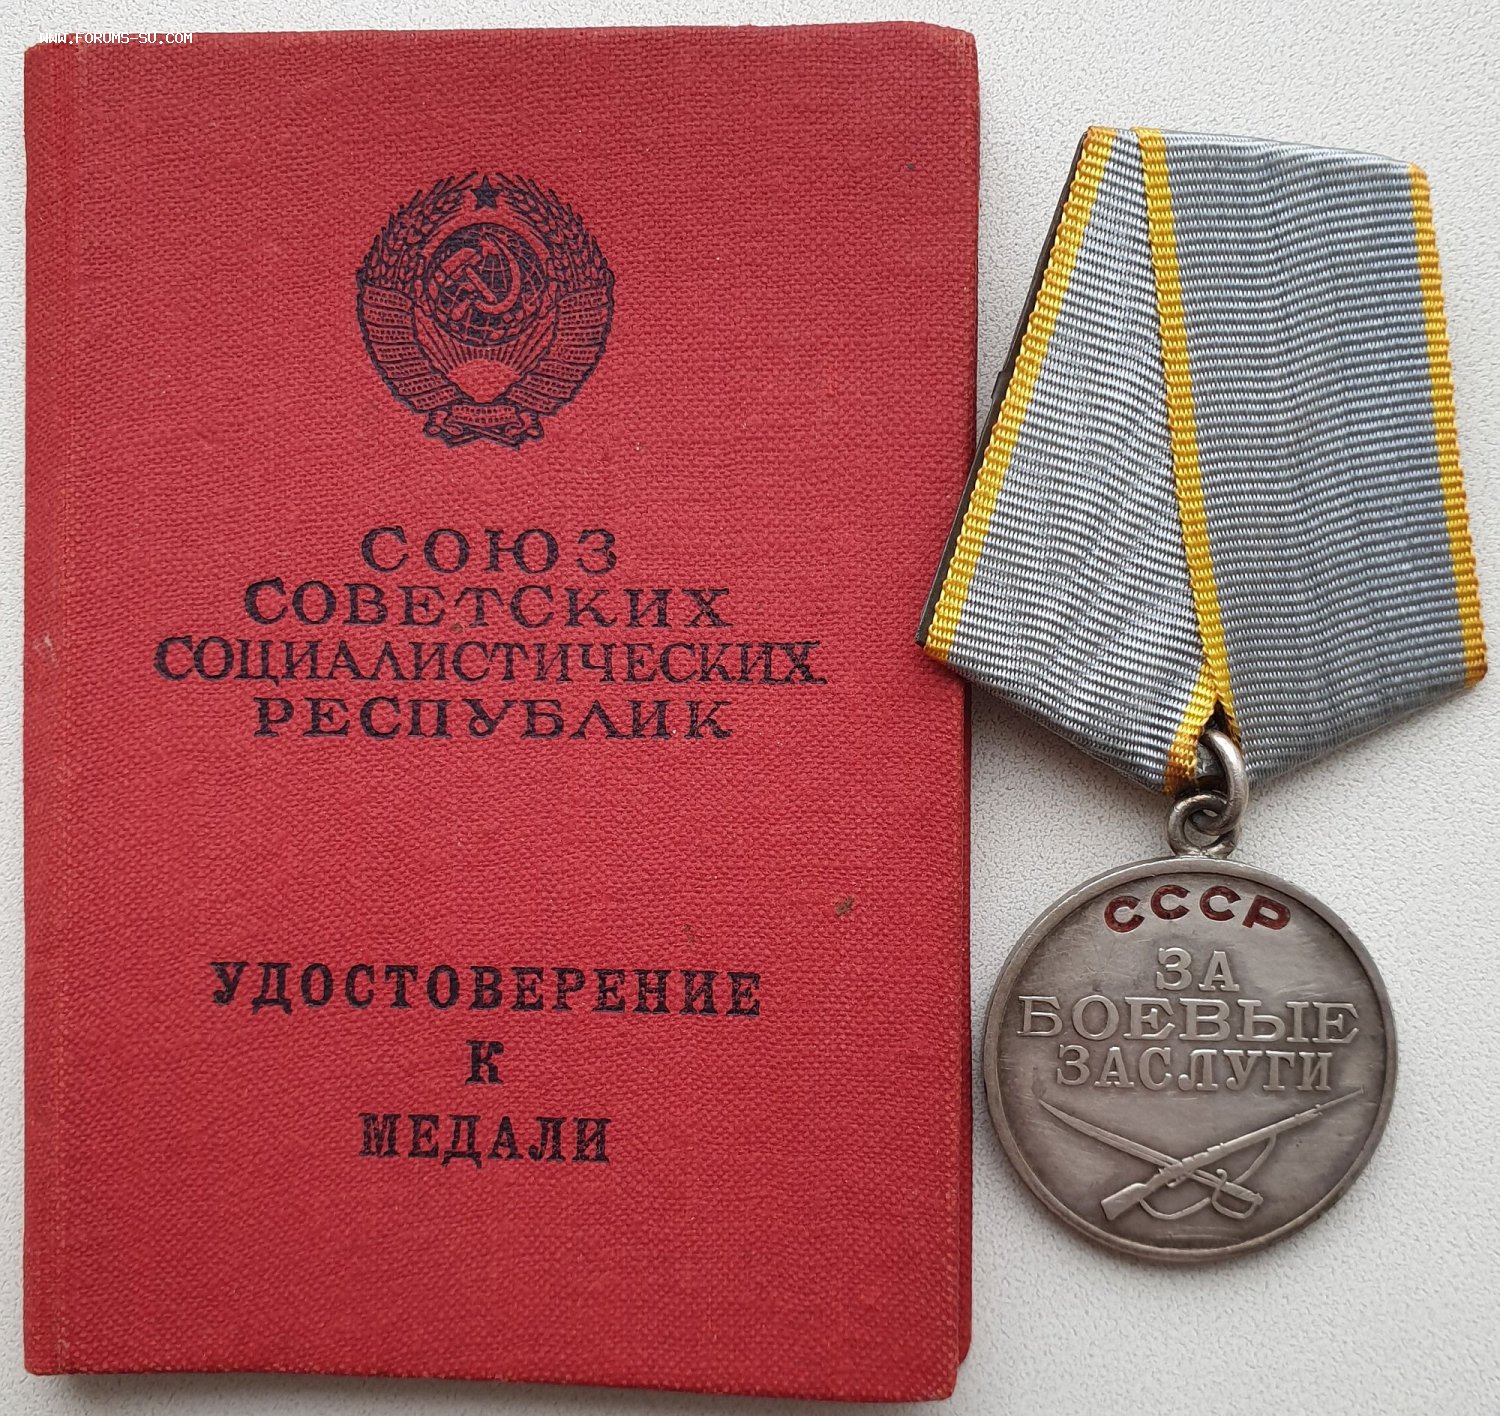 WWW.FORUMS-SU.COM
СОЮЗ
СОВЕТСКИХ
СОЦИАЛИСТИЧЕСКИХ
РЕСПУБЛИК
УДОСТОВЕРЕНИЕ
К
МЕДАЛИ
СССР
ЗА
БОЕВЫЕ
ЗАСЛУГИ